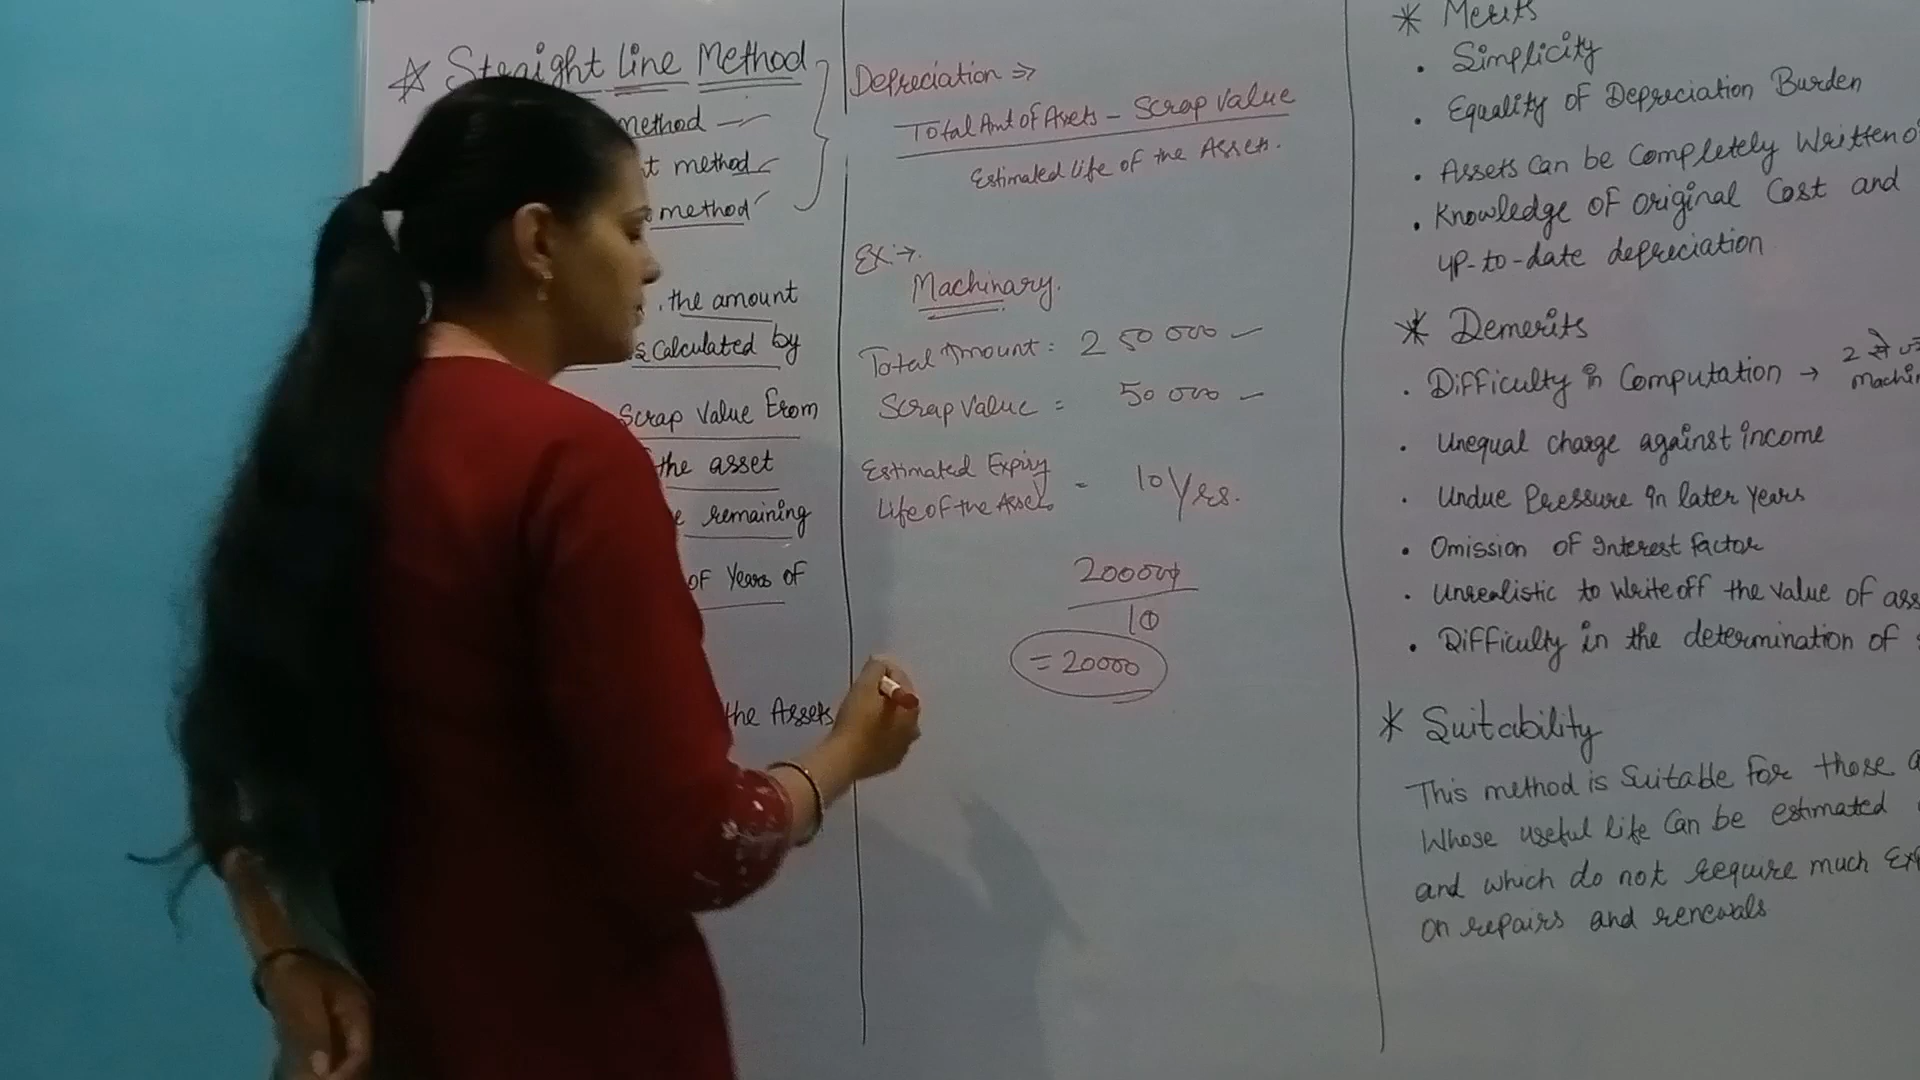 ☆ Straight Line Method
method
t method
method
. the amount
Calculated by
Scrap Value From
the asset
remaining
of Years of
the Assets
Depreciation ⇒
Total Amt of Assets - Scrap Value
Estimated life of the Assets.
Ex:→.
Machinary.
Total Amount : 2 50 000
Scrap Value = 50 000
Estimated Expiry
Life of the Assets = 10 Yrs.
200000
10
= 20000
* Merits
. Simplicity
. Equality of Depreciation Burden
. Assets Can be Completely Written
. Knowledge of original Cost and
up-to-date depreciation
* Demerits
. Difficulty in Computation → 2 से
machi
. Unequal charge against income
. Undue Pressure in later years
. Omission of interest factor
. Unrealistic to write off the value of ass
. Difficulty in the determination of
* Suitability
This method is Suitable for those
Whose useful life Can be estimated
and which do not require much Exp
on repairs and renewals